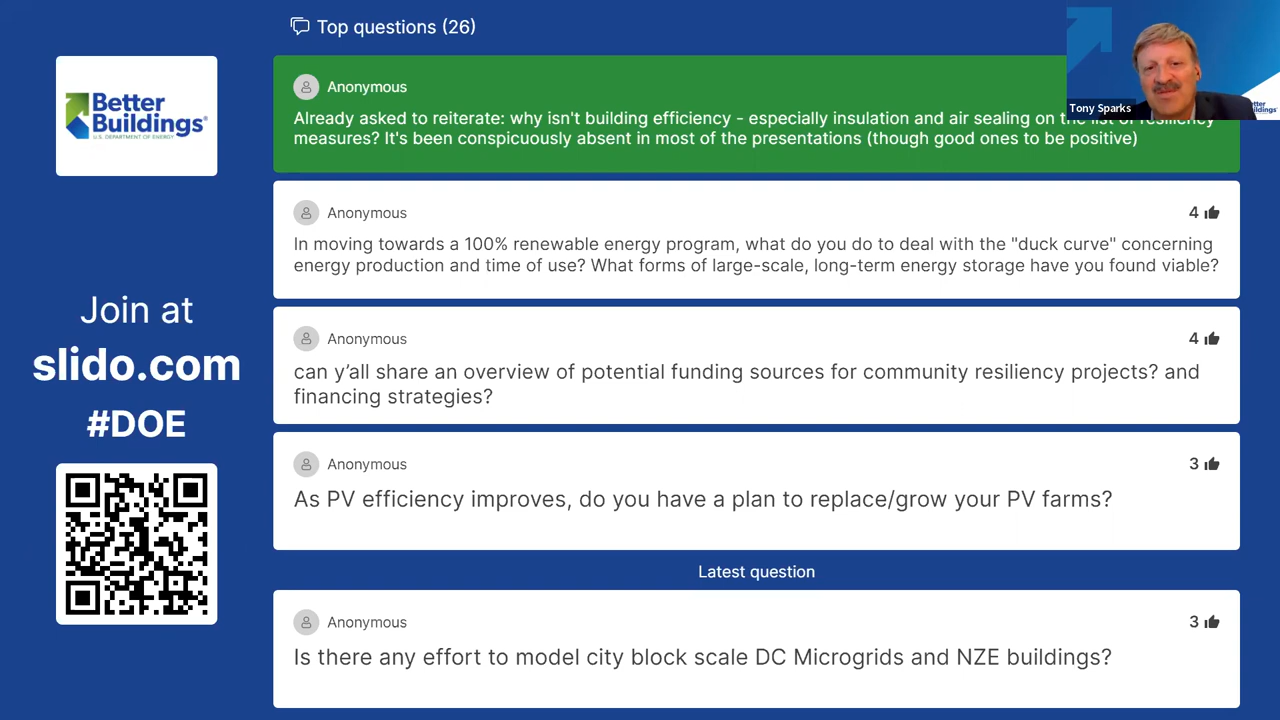 Top questions (26)
Better
Buildings®
U.S. DEPARTMENT OF ENERGY
Join at
slido.com
#DOE
Anonymous
Already asked to reiterate: why isn't building efficiency - especially insulation and air sealing on the list of resiliency
measures? It's been conspicuously absent in most of the presentations (though good ones to be positive)
Anonymous
4
In moving towards a 100% renewable energy program, what do you do to deal with the "duck curve" concerning
energy production and time of use? What forms of large-scale, long-term energy storage have you found viable?
Anonymous
4
can y'all share an overview of potential funding sources for community resiliency projects? and
financing strategies?
Anonymous
3
As PV efficiency improves, do you have a plan to replace/grow your PV farms?
Latest question
Anonymous
3
Is there any effort to model city block scale DC Microgrids and NZE buildings?
Tony Sparks